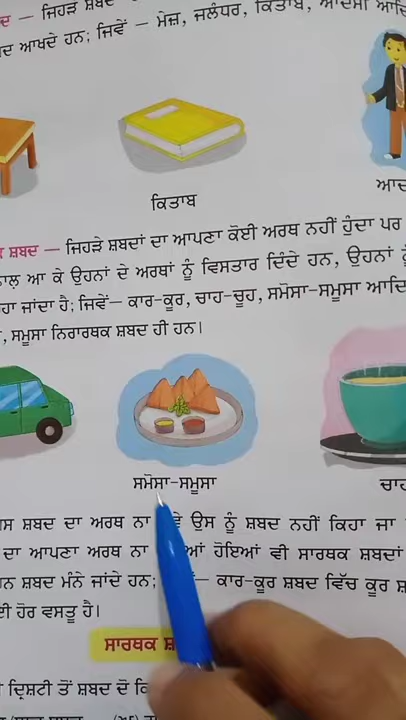 ਦ — ਜਿਹੜੇ ਸ਼ਬਦ
ਦ ਆਖਦੇ ਹਨ; ਜਿਵੇਂ — ਮੇਜ਼, ਜਲੰਧਰ, ਕਿਤਾਬ, ਆਦਮੀ ਆਦਿ
ਕਿਤਾਬ
ਆਦ
ਸ਼ਬਦ — ਜਿਹੜੇ ਸ਼ਬਦਾਂ ਦਾ ਆਪਣਾ ਕੋਈ ਅਰਥ ਨਹੀਂ ਹੁੰਦਾ ਪਰ
ਨਾਲ਼ ਆ ਕੇ ਉਹਨਾਂ ਦੇ ਅਰਥਾਂ ਨੂੰ ਵਿਸਤਾਰ ਦਿੰਦੇ ਹਨ, ਉਹਨਾਂ ਨੂੰ
ਹਾ ਜਾਂਦਾ ਹੈ; ਜਿਵੇਂ— ਕਾਰ-ਕੂਰ, ਚਾਹ-ਚੂਹ, ਸਮੋਸਾ-ਸਮੂਸਾ ਆਦਿ
, ਸਮੂਸਾ ਨਿਰਾਰਥਕ ਸ਼ਬਦ ਹੀ ਹਨ।
ਸਮੋਸਾ-ਸਮੂਸਾ
ਚਾਹ
ਸ ਸ਼ਬਦ ਦਾ ਅਰਥ ਨਾ ਵੇ ਉਸ ਨੂੰ ਸ਼ਬਦ ਨਹੀਂ ਕਿਹਾ ਜਾ
ਦਾ ਆਪਣਾ ਅਰਥ ਨਾ ਆਂ ਹੋਇਆਂ ਵੀ ਸਾਰਥਕ ਸ਼ਬਦਾਂ
ਨ ਸ਼ਬਦ ਮੰਨੇ ਜਾਂਦੇ ਹਨ; — ਕਾਰ-ਕੂਰ ਸ਼ਬਦ ਵਿੱਚ ਕੂਰ ਸ਼
ਈ ਹੋਰ ਵਸਤੂ ਹੈ।
ਸਾਰਥਕ ਸ਼
ਦੀ ਦ੍ਰਿਸ਼ਟੀ ਤੋਂ ਸ਼ਬਦ ਦੋ ਕਿ